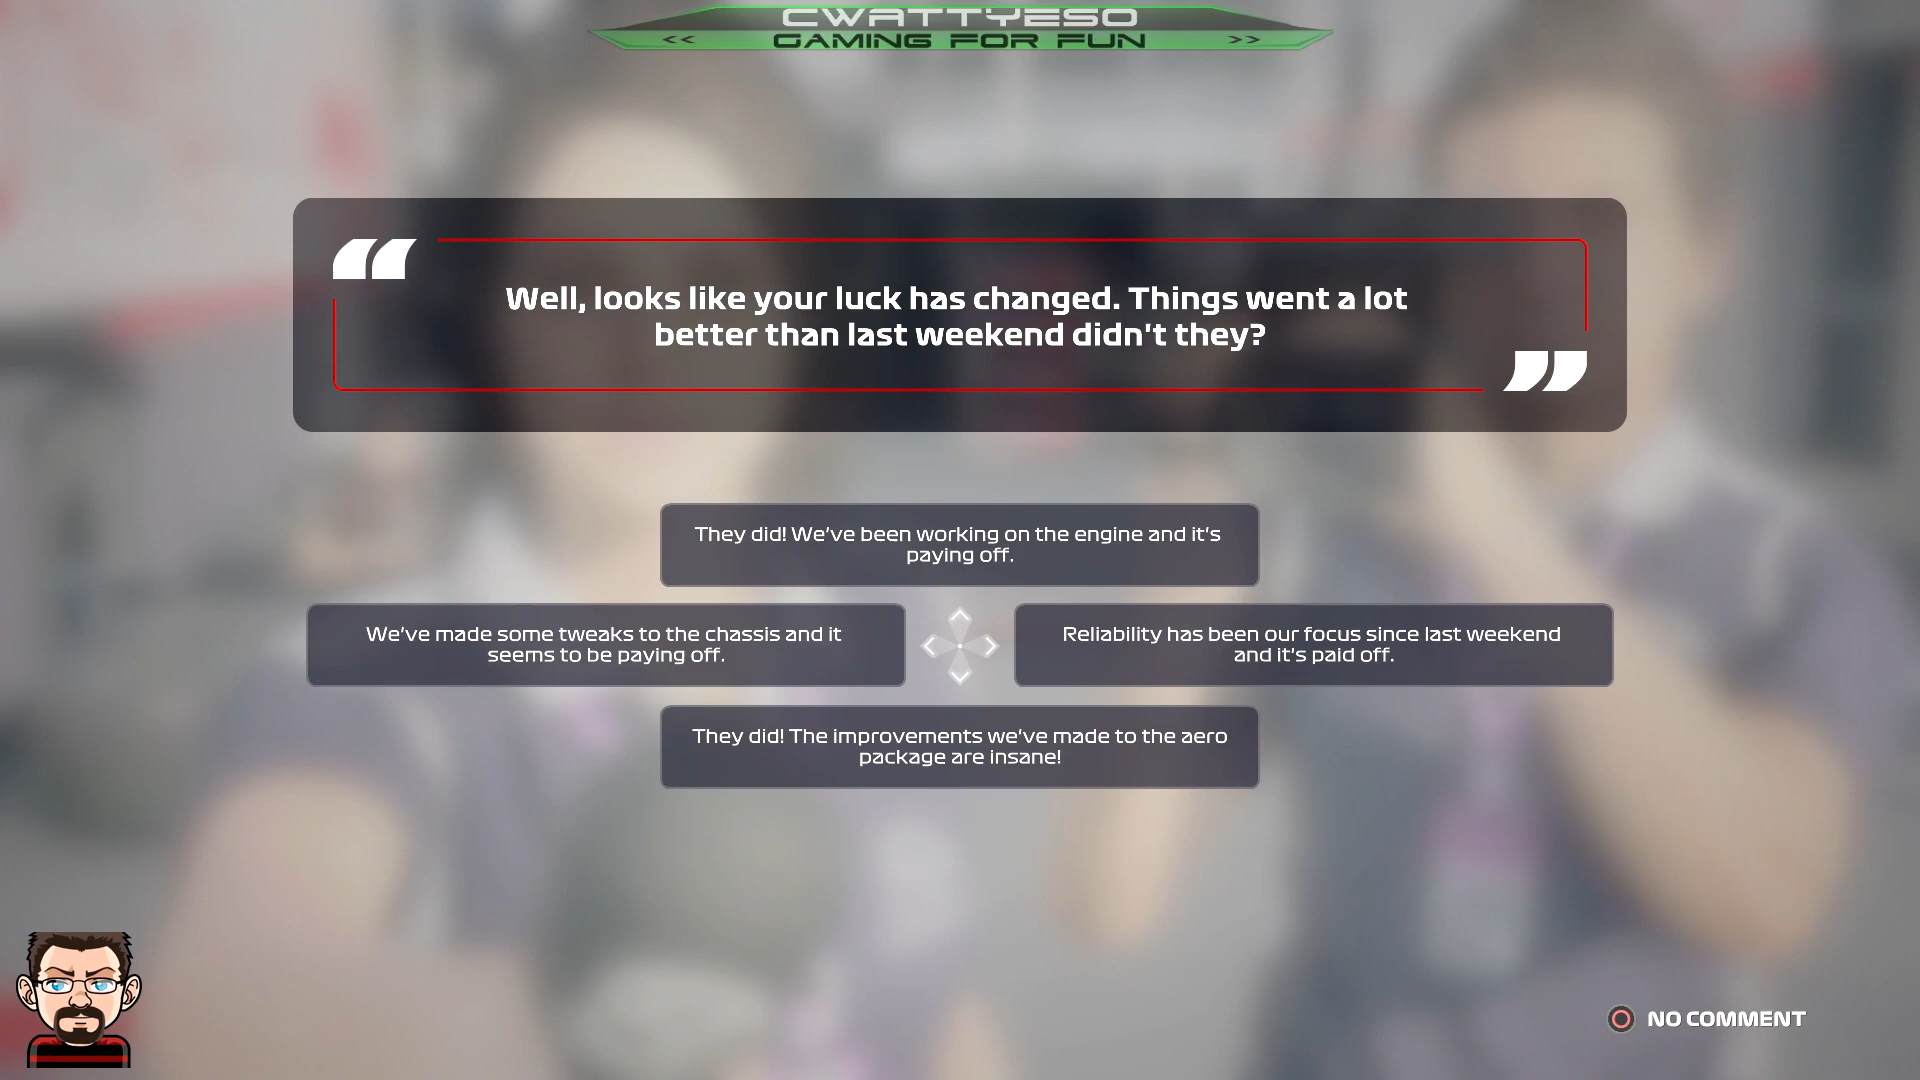 CWATTYESO
<< GAMING FOR FUN >>
Well, looks like your luck has changed. Things went a lot
better than last weekend didn't they?
They did! We've been working on the engine and it's
paying off.
We've made some tweaks to the chassis and it
seems to be paying off.
Reliability has been our focus since last weekend
and it's paid off.
They did! The improvements we've made to the aero
package are insane!
NO COMMENT